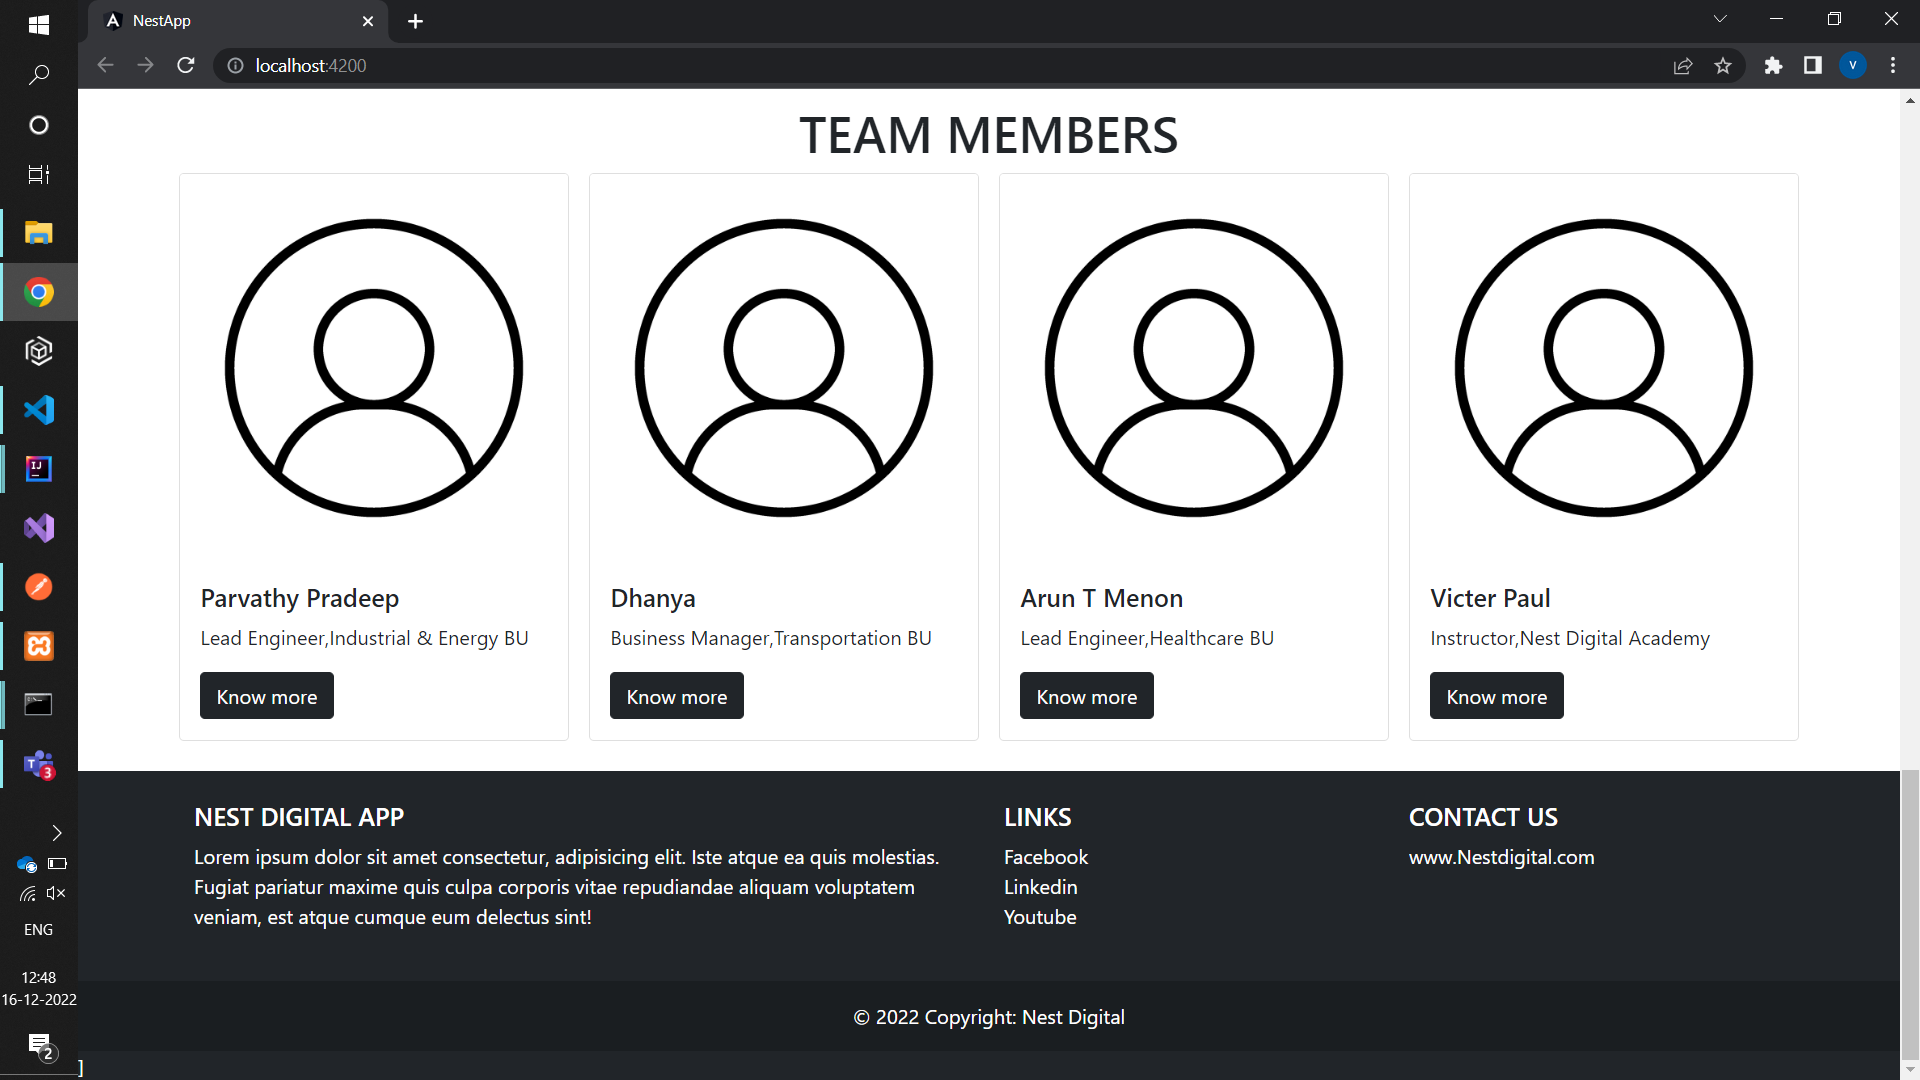 NestApp
localhost:4200
V
TEAM MEMBERS
Parvathy Pradeep
Lead Engineer,Industrial & Energy BU
Know more
Dhanya
Business Manager,Transportation BU
Know more
Arun T Menon
Lead Engineer,Healthcare BU
Know more
Victer Paul
Instructor,Nest Digital Academy
Know more
NEST DIGITAL APP
Lorem ipsum dolor sit amet consectetur, adipisicing elit. Iste atque ea quis molestias.
Fugiat pariatur maxime quis culpa corporis vitae repudiandae aliquam voluptatem
veniam, est atque cumque eum delectus sint!
LINKS
Facebook
Linkedin
Youtube
CONTACT US
www.Nestdigital.com
© 2022 Copyright: Nest Digital
]
IJ
T
3
ENG
12:48
16-12-2022
2